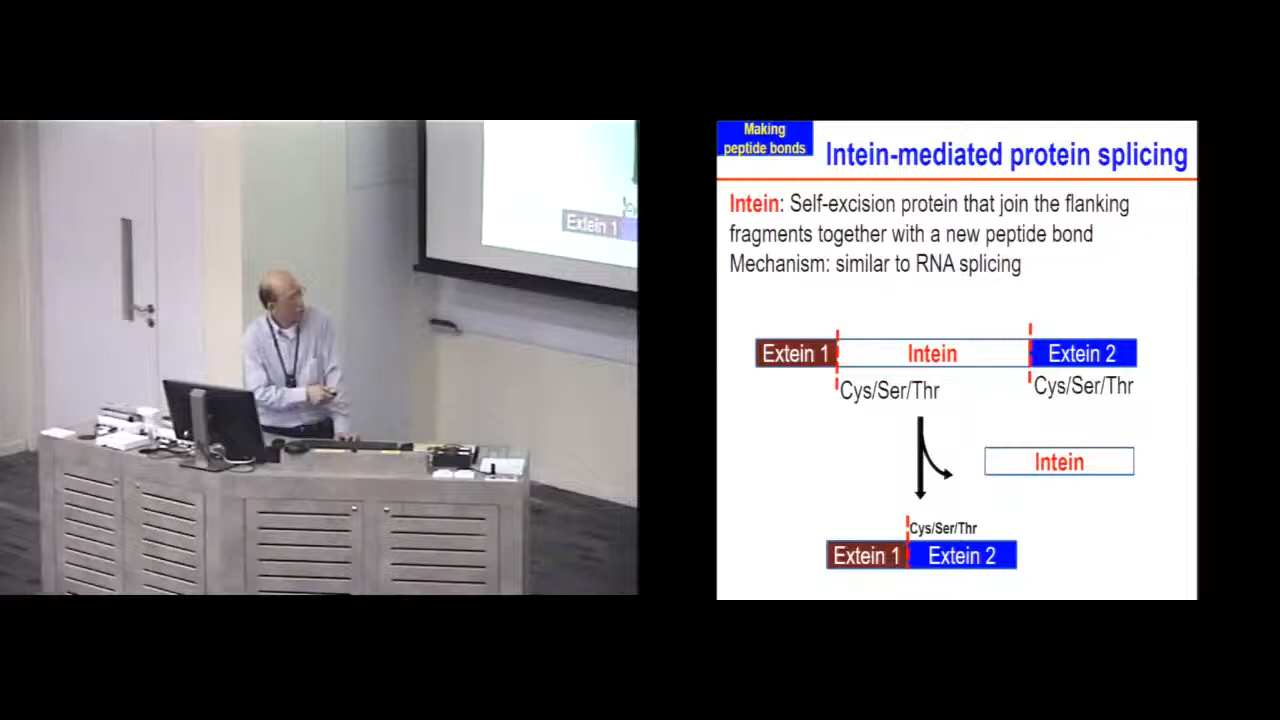 Extein 1
Making
peptide bonds
Intein-mediated protein splicing
Intein: Self-excision protein that join the flanking
fragments together with a new peptide bond
Mechanism: similar to RNA splicing
Extein 1
Intein
Extein 2
Cys/Ser/Thr
Cys/Ser/Thr
Intein
Cys/Ser/Thr
Extein 1
Extein 2